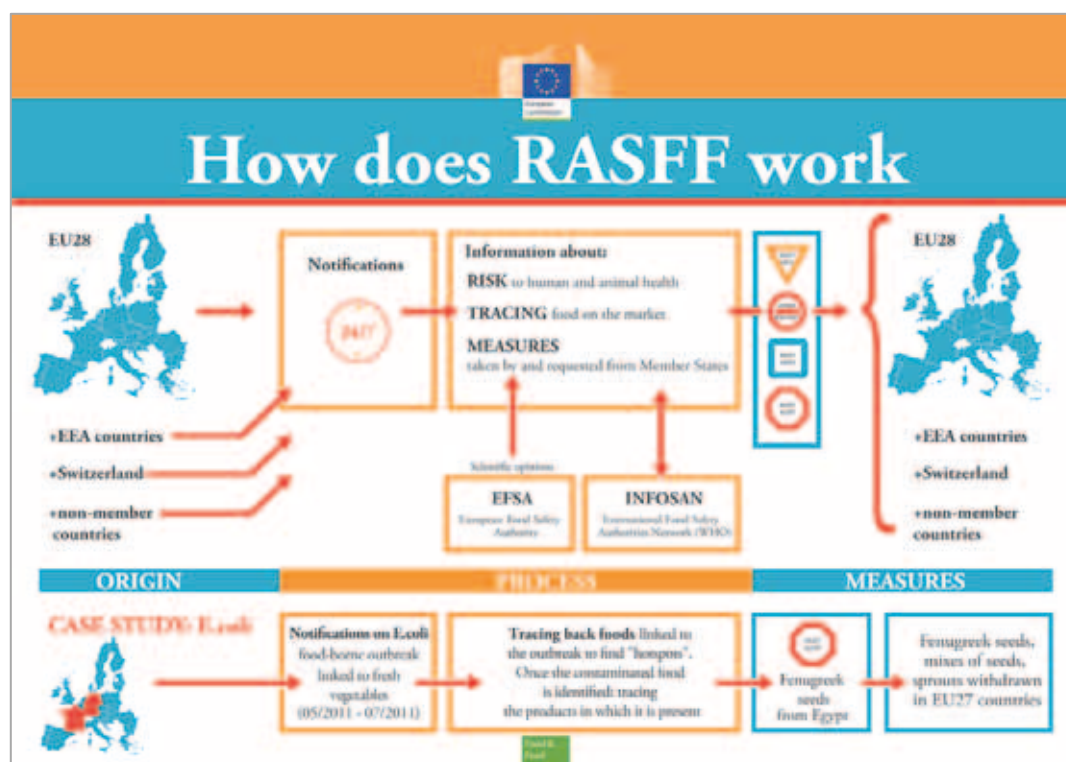 European
Commission
How does RASFF work
EU28
Notifications
24/7
Information about:
RISK to human and animal health
TRACING food on the market
MEASURES
taken by and requested from Member States
EU28
+EEA countries
+Switzerland
+non-member
countries
Scientific opinions
EFSA
European Food Safety
Authority
INFOSAN
International Food Safety
Authorities Network (WHO)
+EEA countries
+Switzerland
+non-member
countries
ORIGIN
PROCESS
MEASURES
CASE STUDY: E.coli
Notifications on E.coli
food-borne outbreak
linked to fresh
vegetables
(05/2011 - 07/2011)
Tracing back foods linked to
the outbreak to find "hotspots".
Once the contaminated food
is identified: tracing
the products in which it is present
Fenugreek
seeds
from Egypt
Fenugreek seeds,
mixes of seeds,
sprouts withdrawn
in EU27 countries